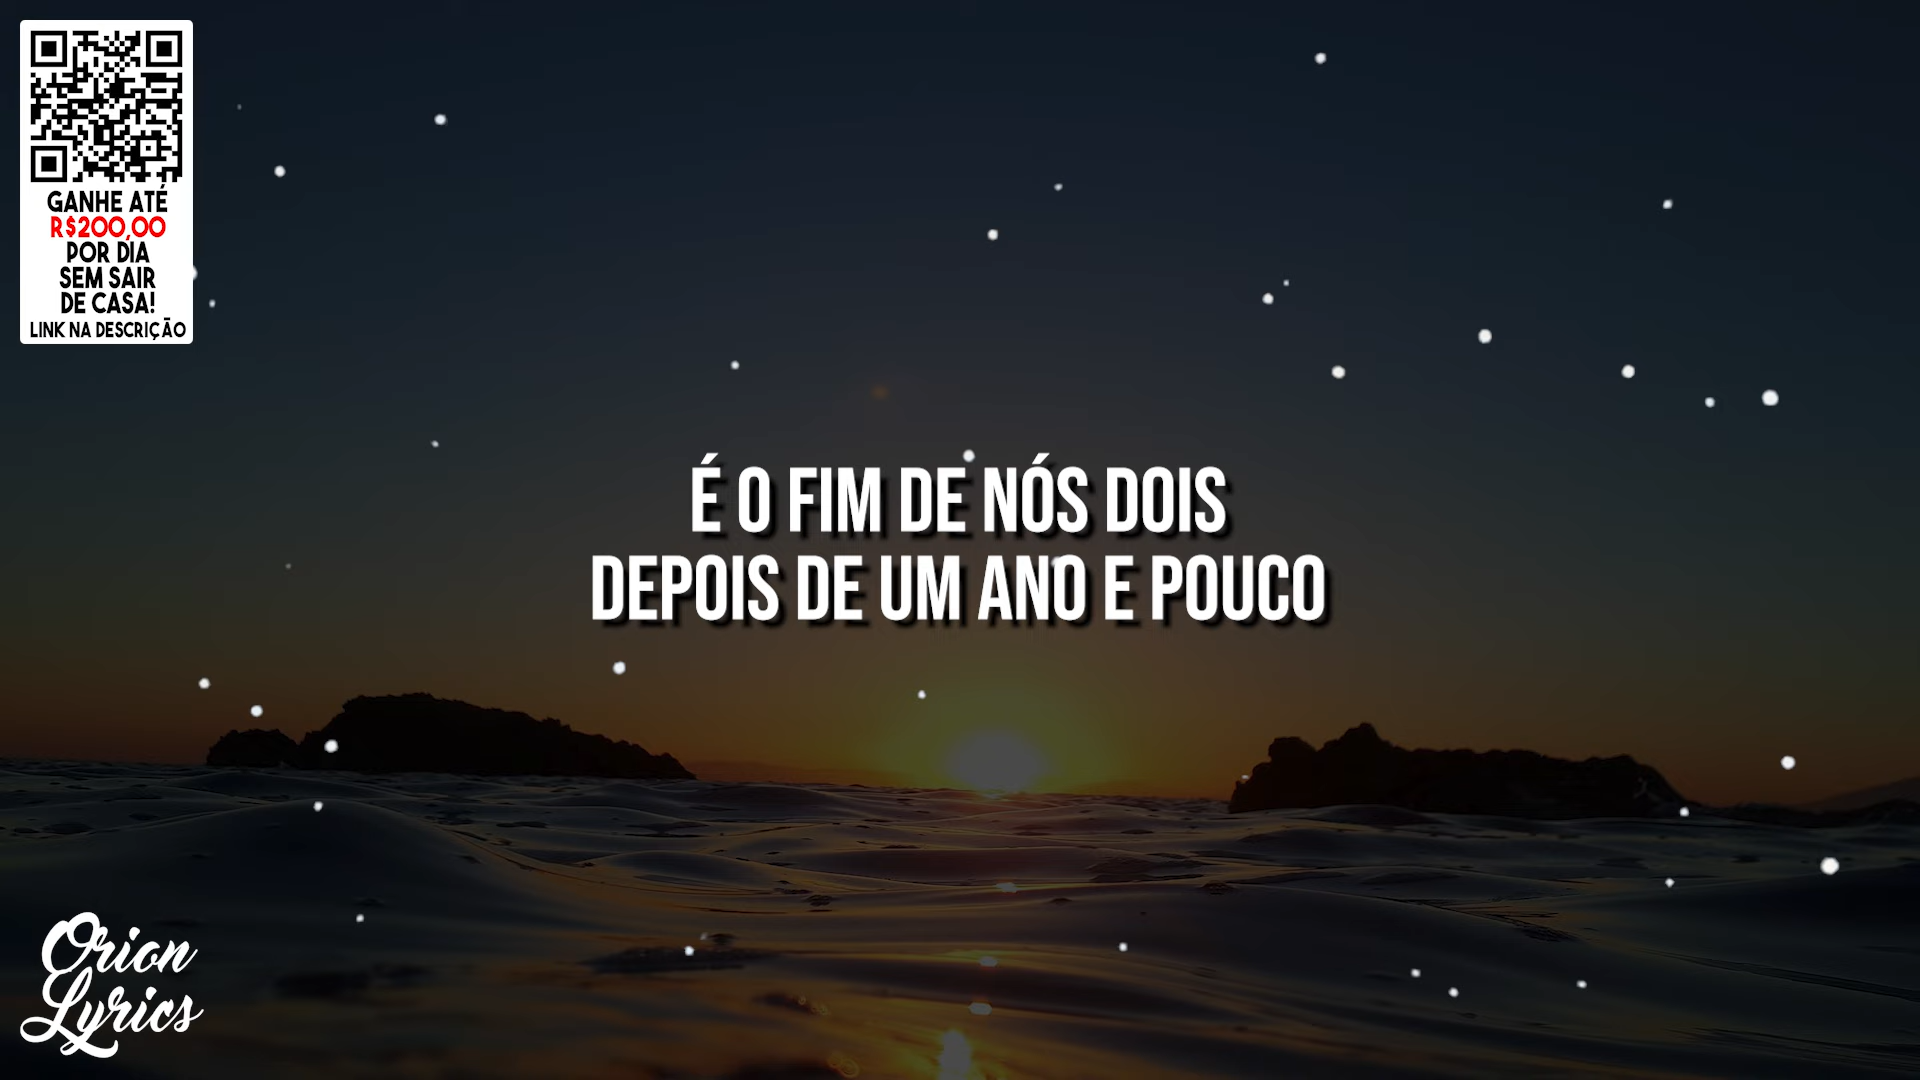 GANHE ATÉ
R$200,00
POR DIA
SEM SAIR
DE CASA!
LINK NA DESCRIÇÃO
É O FIM DE NÓS DOIS
DEPOIS DE UM ANO E POUCO
Orion
Lyrics